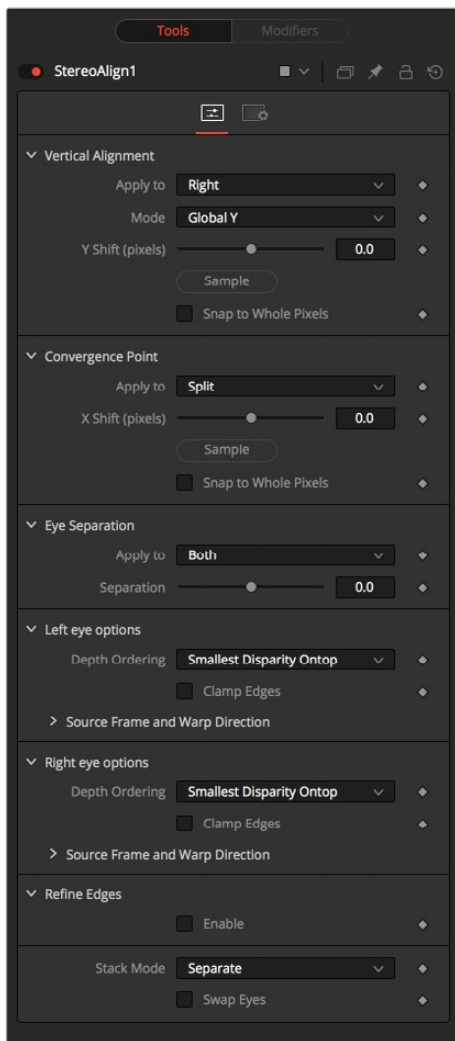 Tools Modifiers
StereoAlign1
Vertical Alignment
Apply to Right
Mode Global Y
Y Shift (pixels) 0.0
Sample
Snap to Whole Pixels
Convergence Point
Apply to Split
X Shift (pixels) 0.0
Sample
Snap to Whole Pixels
Eye Separation
Apply to Both
Separation 0.0
Left eye options
Depth Ordering Smallest Disparity Ontop
Clamp Edges
Source Frame and Warp Direction
Right eye options
Depth Ordering Smallest Disparity Ontop
Clamp Edges
Source Frame and Warp Direction
Refine Edges
Enable
Stack Mode Separate
Swap Eyes